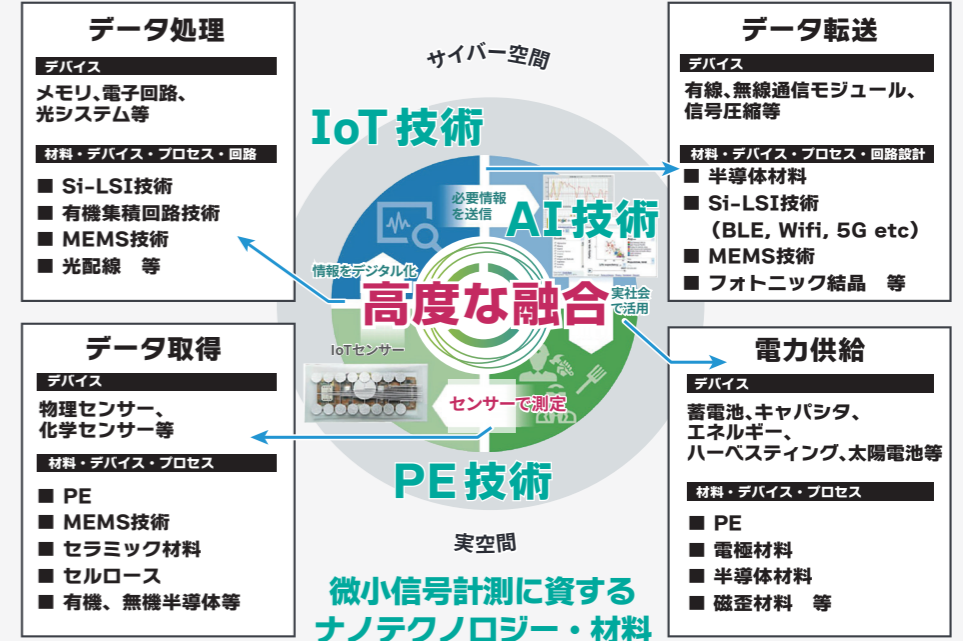 データ処理
デバイス
メモリ、電子回路、
光システム等
材料・デバイス・プロセス・回路
■ Si-LSI技術
■ 有機集積回路技術
■ MEMS技術
■ 光配線　等
サイバー空間
IoT技術
必要情報
を送信
AI技術
情報をデジタル化
高度な融合
実社会
で活用
IoTセンサー
センサーで測定
PE技術
実空間
微小信号計測に資する
ナノテクノロジー・材料
データ転送
デバイス
有線、無線通信モジュール、
信号圧縮等
材料・デバイス・プロセス・回路設計
■ 半導体材料
■ Si-LSI技術
（BLE, Wifi, 5G etc）
■ MEMS技術
■ フォトニック結晶　等
データ取得
デバイス
物理センサー、
化学センサー等
材料・デバイス・プロセス
■ PE
■ MEMS技術
■ セラミック材料
■ セルロース
■ 有機、無機半導体等
電力供給
デバイス
蓄電池、キャパシタ、
エネルギー、
ハーベスティング、太陽電池等
材料・デバイス・プロセス
■ PE
■ 電極材料
■ 半導体材料
■ 磁歪材料　等